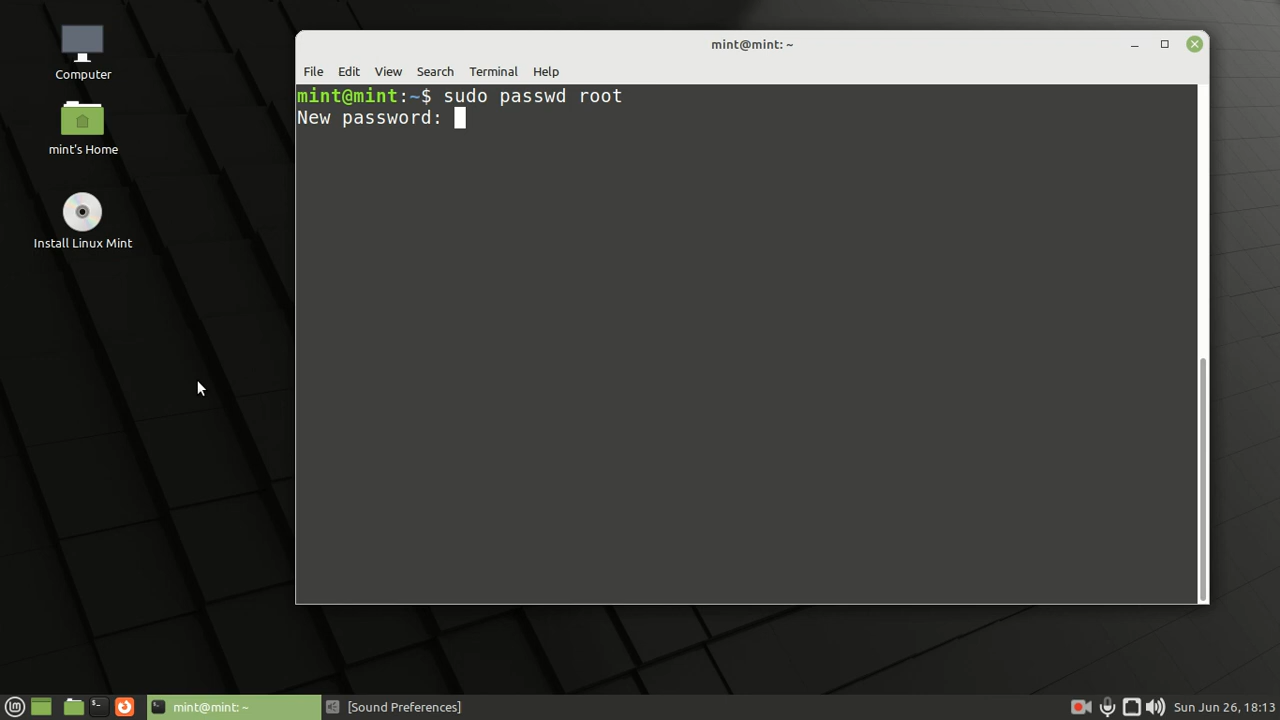 Computer
mint's Home
Install Linux Mint
mint@mint: ~
File Edit View Search Terminal Help
mint@mint:~$ sudo passwd root
New password:
mint@mint: ~
[Sound Preferences]
Sun Jun 26, 18:13